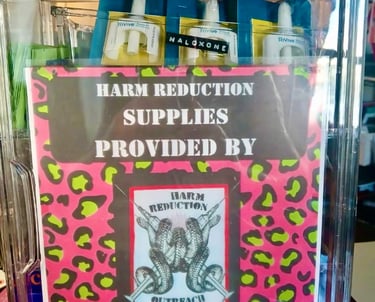 NALOXONE
HARM REDUCTION
SUPPLIES
PROVIDED BY
HARM
REDUCTION
OUTREACH